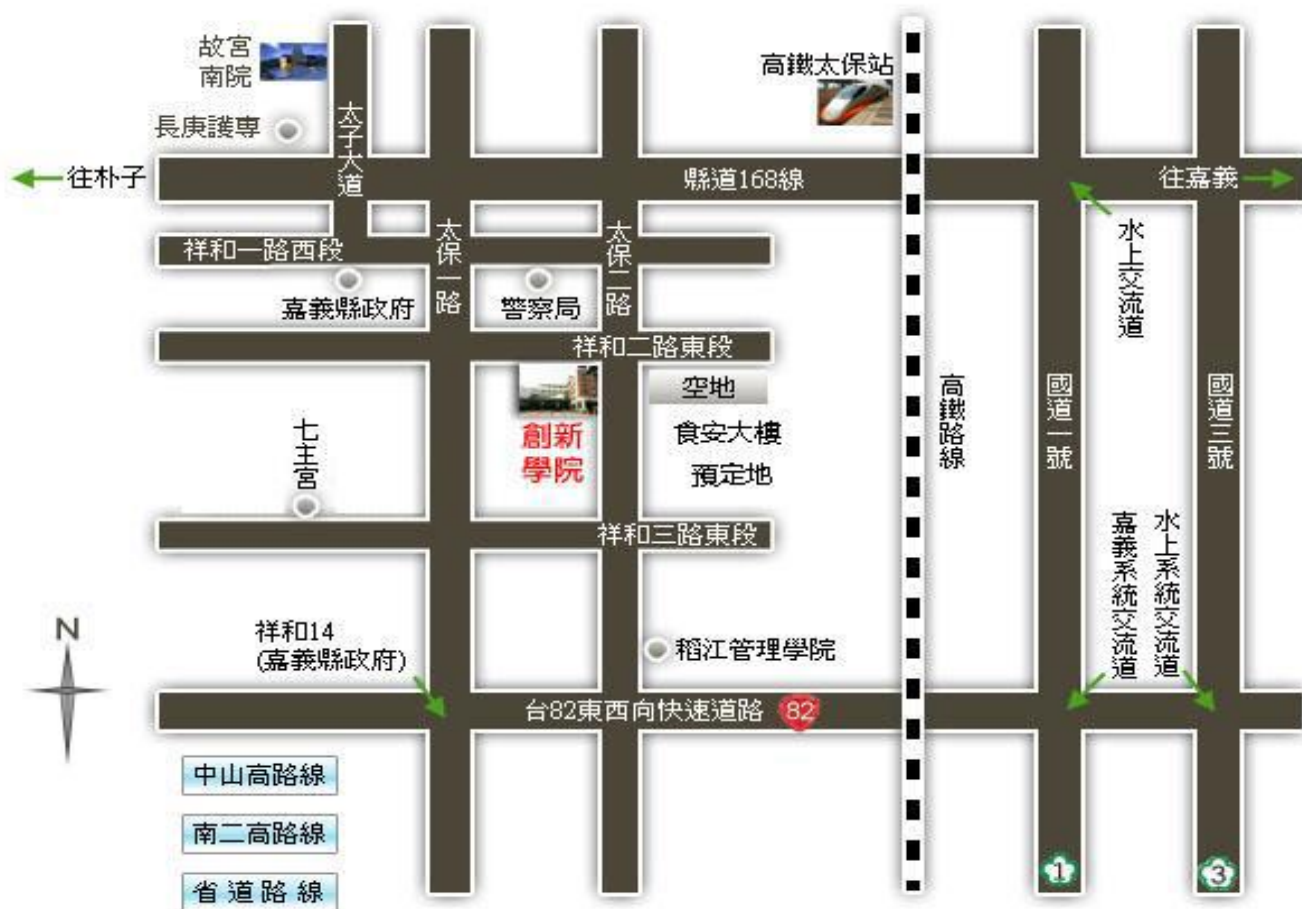 故宮
南院
長庚護專
太子大道
高鐵太保站
往朴子
縣道168線
往嘉義
水上交流道
祥和一路西段
太保一路
太保二路
嘉義縣政府
警察局
祥和二路東段
創新
學院
空地
食安大樓
預定地
高鐵路線
國道一號
國道三號
七主宮
祥和三路東段
嘉義系統交流道
水上系統交流道
N
祥和14
(嘉義縣政府)
稻江管理學院
台82東西向快速道路 82
中山高路線
南二高路線
省道路線
1
3